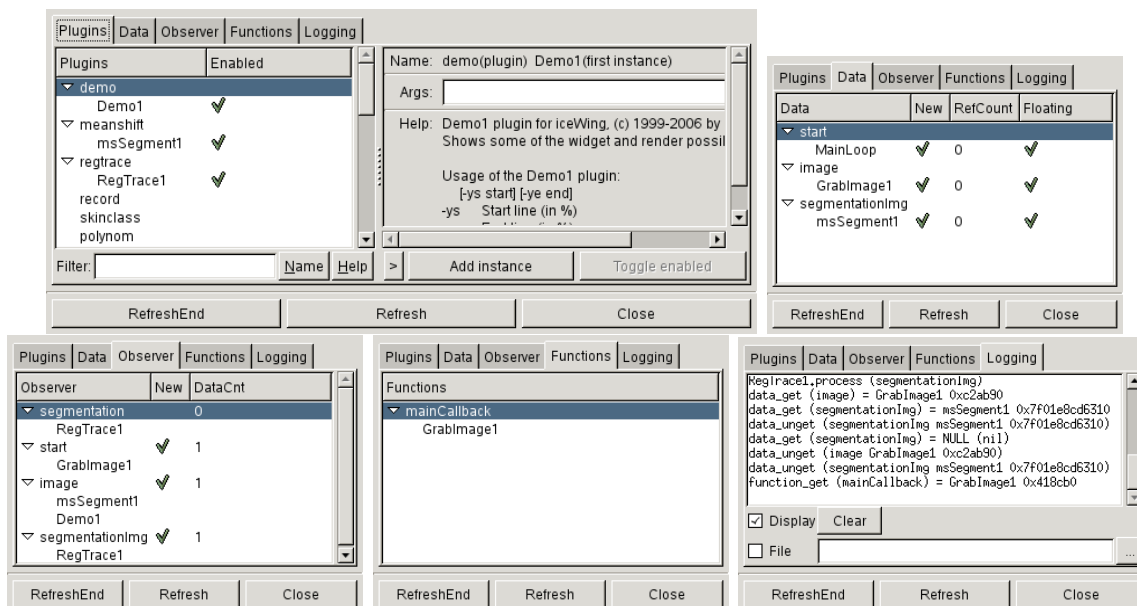 Plugins Data Observer Functions Logging
Plugins Enabled
demo
Demo1
meanshift
msSegment1
regtrace
RegTrace1
record
skinclass
polynom
Filter: Name Help
Name: demo(plugin) Demo1(first instance)
Args:
Help: Demo1 plugin for iceWing, (c) 1999-2006 by
Shows some of the widget and render possil
Usage of the Demo1 plugin:
[-ys start] [-ye end]
-ys Start line (in %)
> Add instance Toggle enabled
RefreshEnd Refresh Close
Plugins Data Observer Functions Logging
Data New RefCount Floating
start
MainLoop 0
image
GrabImage1 0
segmentationImg
msSegment1 0
RefreshEnd Refresh Close
Plugins Data Observer Functions Logging
Observer New DataCnt
segmentation 0
RegTrace1
start 1
GrabImage1
image 1
msSegment1
Demo1
segmentationImg 1
RegTrace1
RefreshEnd Refresh Close
Plugins Data Observer Functions Logging
Functions
mainCallback
GrabImage1
RefreshEnd Refresh Close
Plugins Data Observer Functions Logging
RegTrace1.process (segmentationImg)
data_get (image) = GrabImage1 0xc2ab90
data_get (segmentationImg) = msSegment1 0x7f01e8cd6310
data_unget (segmentationImg msSegment1 0x7f01e8cd6310)
data_get (segmentationImg) = NULL (nil)
data_unget (image GrabImage1 0xc2ab90)
data_unget (segmentationImg msSegment1 0x7f01e8cd6310)
function_get (mainCallback) = GrabImage1 0x418cb0
Display Clear
File ...
RefreshEnd Refresh Close